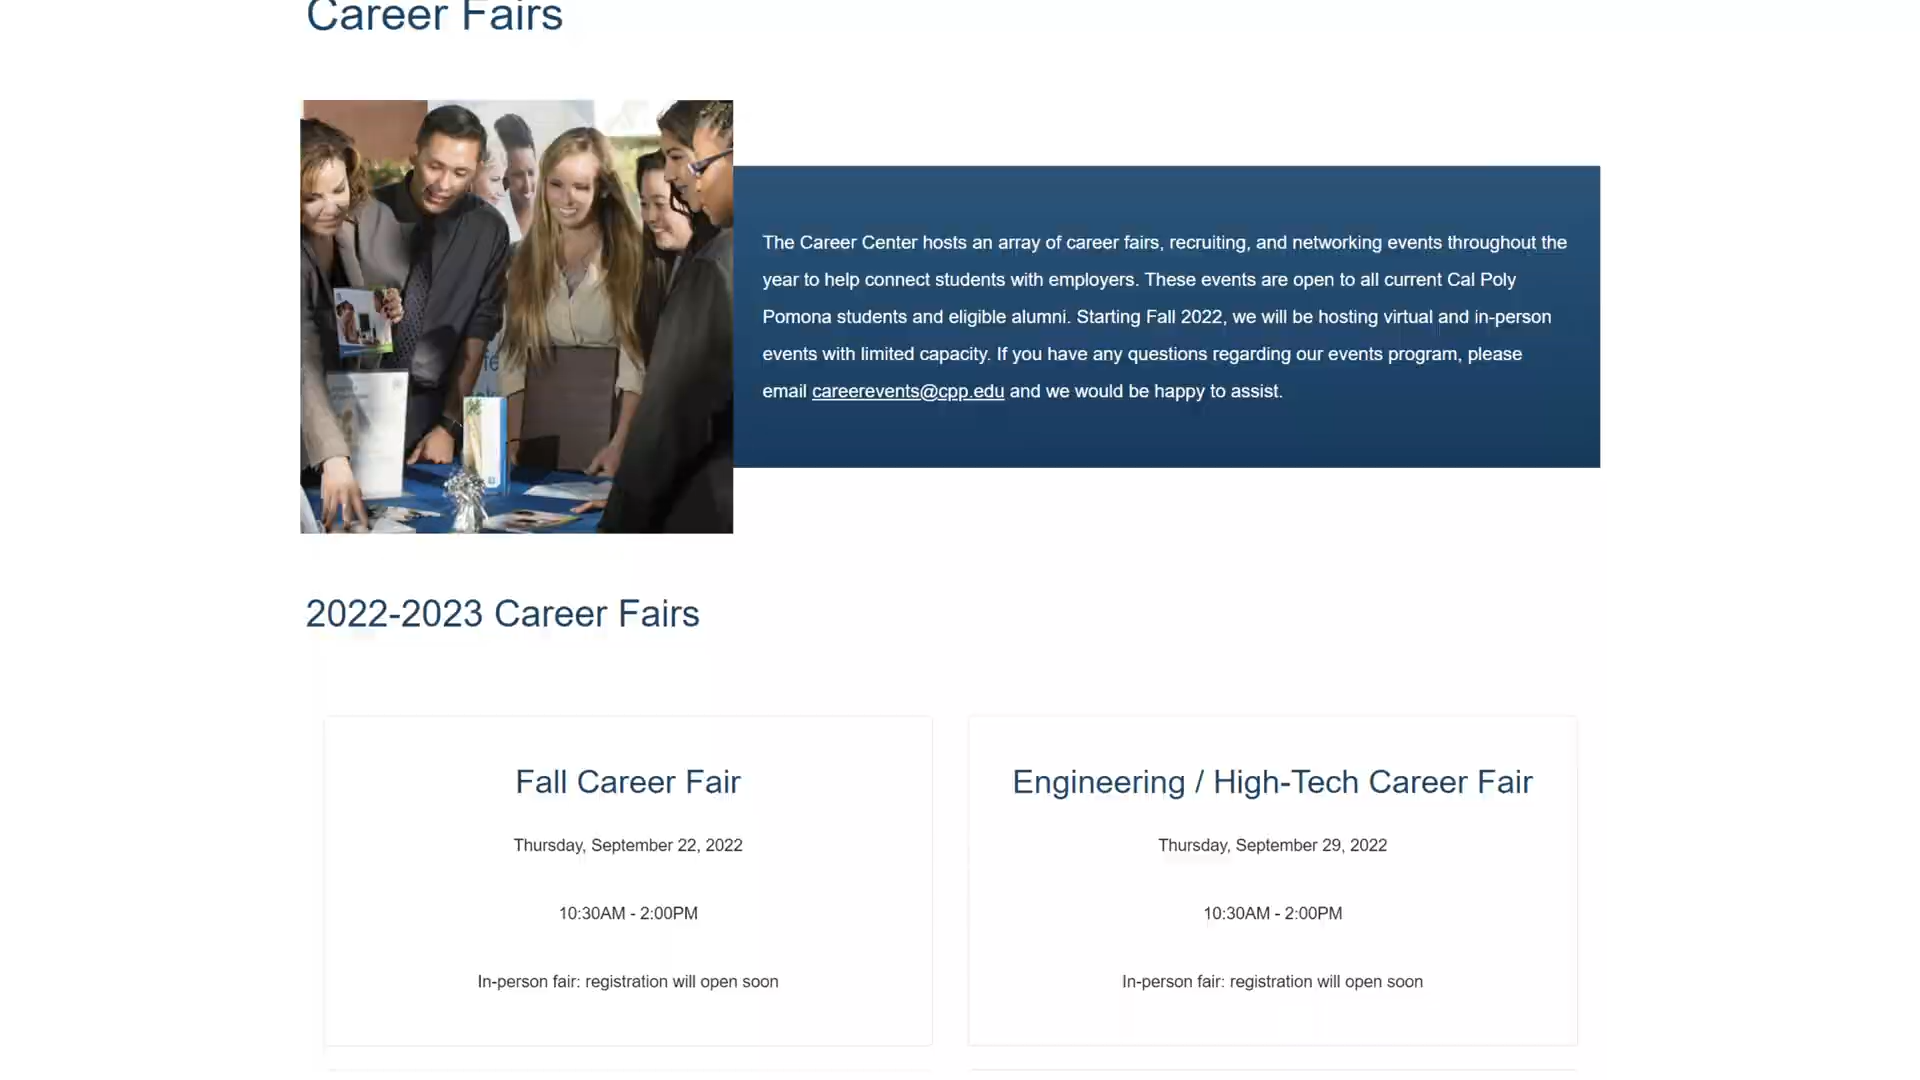 Career Fairs
The Career Center hosts an array of career fairs, recruiting, and networking events throughout the
year to help connect students with employers. These events are open to all current Cal Poly
Pomona students and eligible alumni. Starting Fall 2022, we will be hosting virtual and in-person
events with limited capacity. If you have any questions regarding our events program, please
email careerevents@cpp.edu and we would be happy to assist.
2022-2023 Career Fairs
Fall Career Fair
Thursday, September 22, 2022
10:30AM - 2:00PM
In-person fair: registration will open soon
Engineering / High-Tech Career Fair
Thursday, September 29, 2022
10:30AM - 2:00PM
In-person fair: registration will open soon